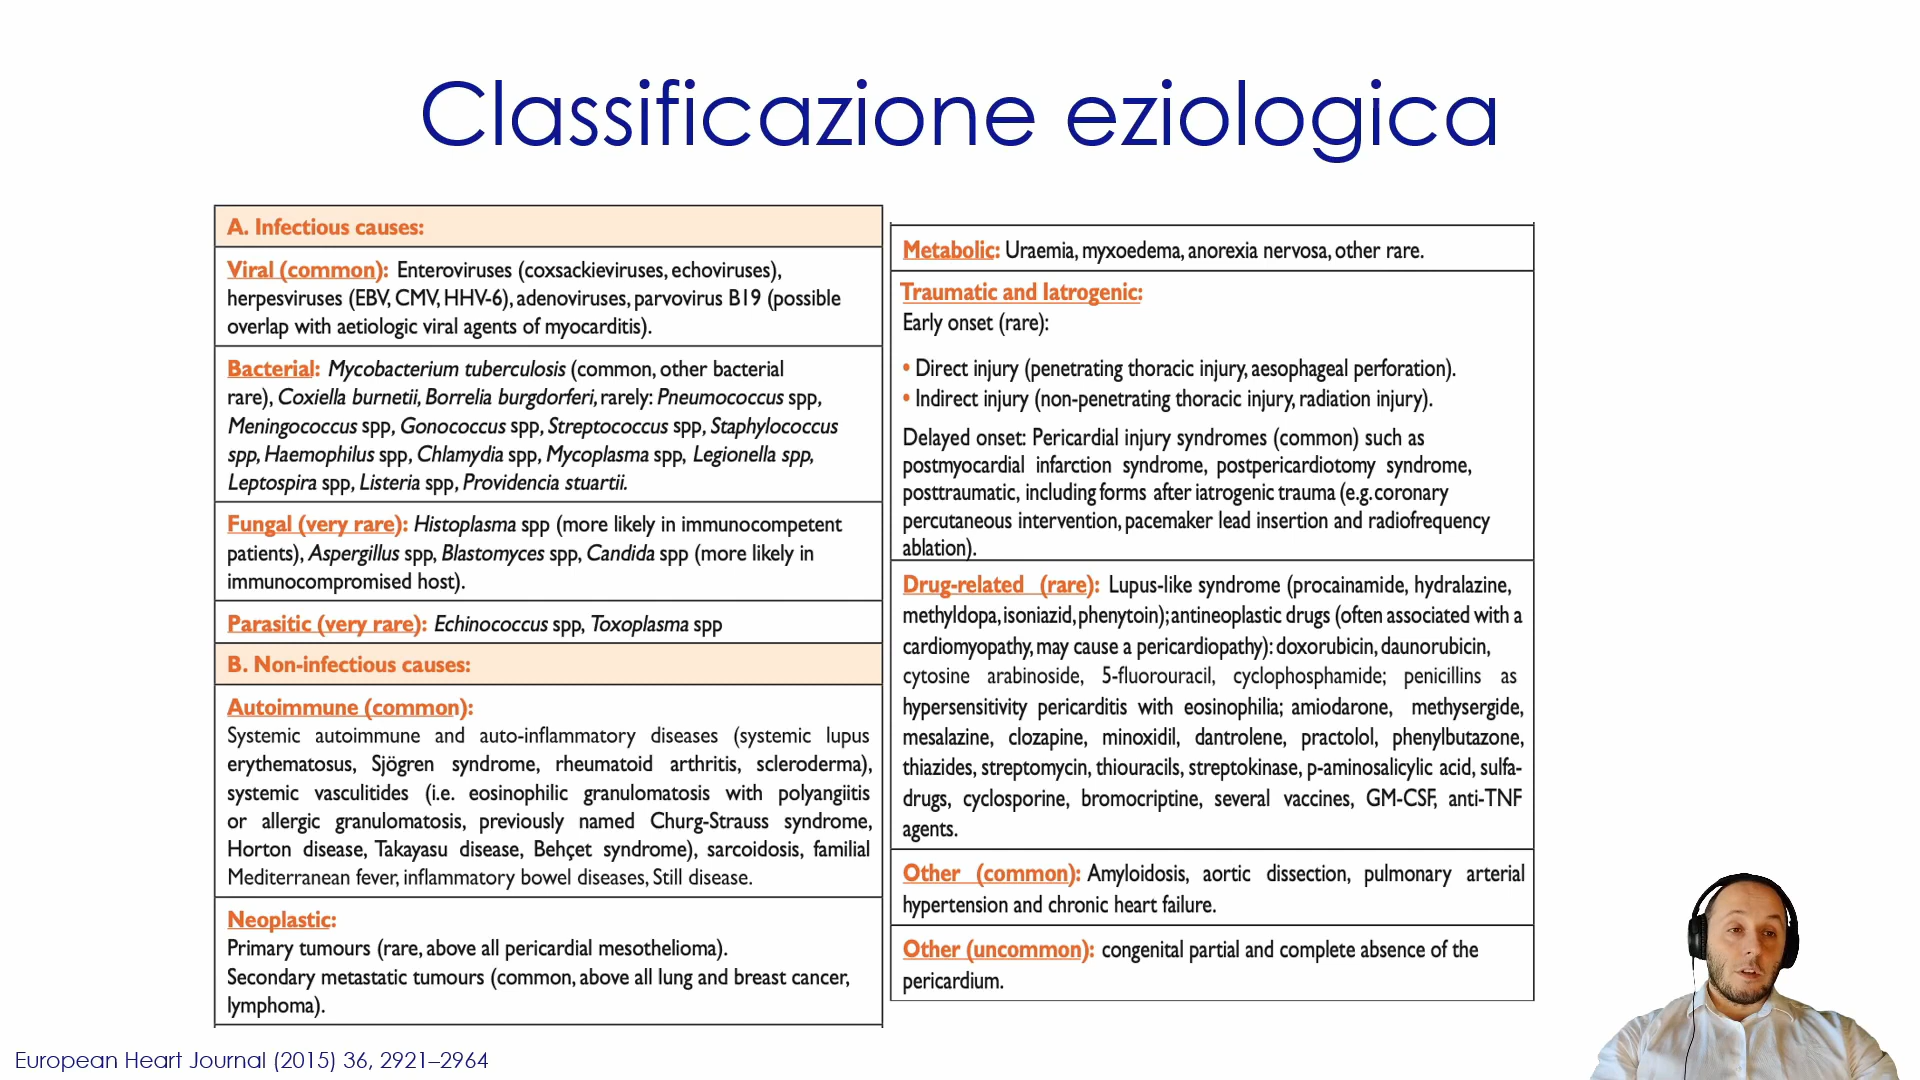 Classificazione eziologica
A. Infectious causes:
Viral (common): Enteroviruses (coxsackieviruses, echoviruses),
herpesviruses (EBV, CMV, HHV-6), adenoviruses, parvovirus B19 (possible
overlap with aetiologic viral agents of myocarditis).
Bacterial: Mycobacterium tuberculosis (common, other bacterial
rare), Coxiella burnetii, Borrelia burgdorferi, rarely: Pneumococcus spp,
Meningococcus spp, Gonococcus spp, Streptococcus spp, Staphylococcus
spp, Haemophilus spp, Chlamydia spp, Mycoplasma spp, Legionella spp,
Leptospira spp, Listeria spp, Providencia stuartii.
Fungal (very rare): Histoplasma spp (more likely in immunocompetent
patients), Aspergillus spp, Blastomyces spp, Candida spp (more likely in
immunocompromised host).
Parasitic (very rare): Echinococcus spp, Toxoplasma spp
B. Non-infectious causes:
Autoimmune (common):
Systemic autoimmune and auto-inflammatory diseases (systemic lupus
erythematosus, Sjögren syndrome, rheumatoid arthritis, scleroderma),
systemic vasculitides (i.e. eosinophilic granulomatosis with polyangiitis
or allergic granulomatosis, previously named Churg-Strauss syndrome,
Horton disease, Takayasu disease, Behçet syndrome), sarcoidosis, familial
Mediterranean fever, inflammatory bowel diseases, Still disease.
Neoplastic:
Primary tumours (rare, above all pericardial mesothelioma).
Secondary metastatic tumours (common, above all lung and breast cancer,
lymphoma).
Metabolic: Uraemia, myxoedema, anorexia nervosa, other rare.
Traumatic and Iatrogenic:
Early onset (rare):
• Direct injury (penetrating thoracic injury, aesophageal perforation).
• Indirect injury (non-penetrating thoracic injury, radiation injury).
Delayed onset: Pericardial injury syndromes (common) such as
postmyocardial infarction syndrome, postpericardiotomy syndrome,
posttraumatic, including forms after iatrogenic trauma (e.g. coronary
percutaneous intervention, pacemaker lead insertion and radiofrequency
ablation).
Drug-related (rare): Lupus-like syndrome (procainamide, hydralazine,
methyldopa, isoniazid, phenytoin); antineoplastic drugs (often associated with a
cardiomyopathy, may cause a pericardiopathy): doxorubicin, daunorubicin,
cytosine arabinoside, 5-fluorouracil, cyclophosphamide; penicillins as
hypersensitivity pericarditis with eosinophilia; amiodarone, methysergide,
mesalazine, clozapine, minoxidil, dantrolene, practolol, phenylbutazone,
thiazides, streptomycin, thiouracils, streptokinase, p-aminosalicylic acid, sulfa-
drugs, cyclosporine, bromocriptine, several vaccines, GM-CSF, anti-TNF
agents.
Other (common): Amyloidosis, aortic dissection, pulmonary arterial
hypertension and chronic heart failure.
Other (uncommon): congenital partial and complete absence of the
pericardium.
European Heart Journal (2015) 36, 2921–2964